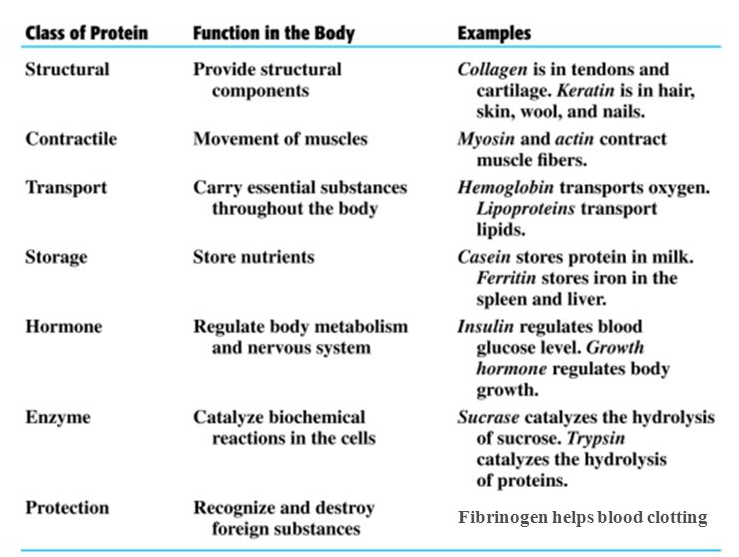 Class of Protein Function in the Body Examples
Structural Provide structural Collagen is in tendons and
components cartilage. Keratin is in hair,
skin, wool, and nails.
Contractile Movement of muscles Myosin and actin contract
muscle fibers.
Transport Carry essential substances Hemoglobin transports oxygen.
throughout the body Lipoproteins transport
lipids.
Storage Store nutrients Casein stores protein in milk.
Ferritin stores iron in the
spleen and liver.
Hormone Regulate body metabolism Insulin regulates blood
and nervous system glucose level. Growth
hormone regulates body
growth.
Enzyme Catalyze biochemical Sucrase catalyzes the hydrolysis
reactions in the cells of sucrose. Trypsin
catalyzes the hydrolysis
of proteins.
Protection Recognize and destroy Fibrinogen helps blood clotting
foreign substances